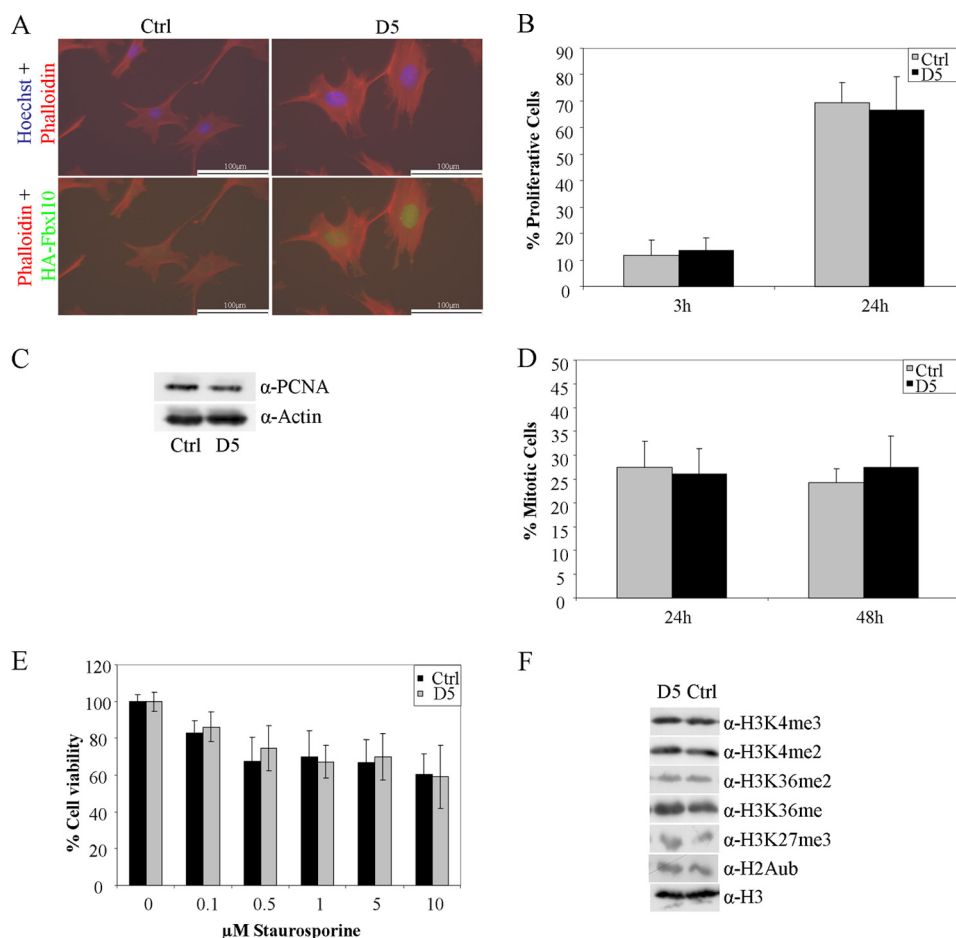 A
Ctrl
D5
Hoechst +
Phalloidin
100µm
100µm
Phalloidin +
HA-Fbxl10
100µm
100µm
B
90
80
70
60
50
40
30
20
10
0
% Proliferative Cells
Ctrl
D5
3h
24h
C
α-PCNA
α-Actin
Ctrl D5
D
50
45
40
35
30
25
20
15
10
5
0
% Mitotic Cells
Ctrl
D5
24h
48h
E
120
100
80
60
40
20
0
% Cell viability
Ctrl
D5
0 0.1 0.5 1 5 10
µM Staurosporine
F
D5 Ctrl
α-H3K4me3
α-H3K4me2
α-H3K36me2
α-H3K36me
α-H3K27me3
α-H2Aub
α-H3